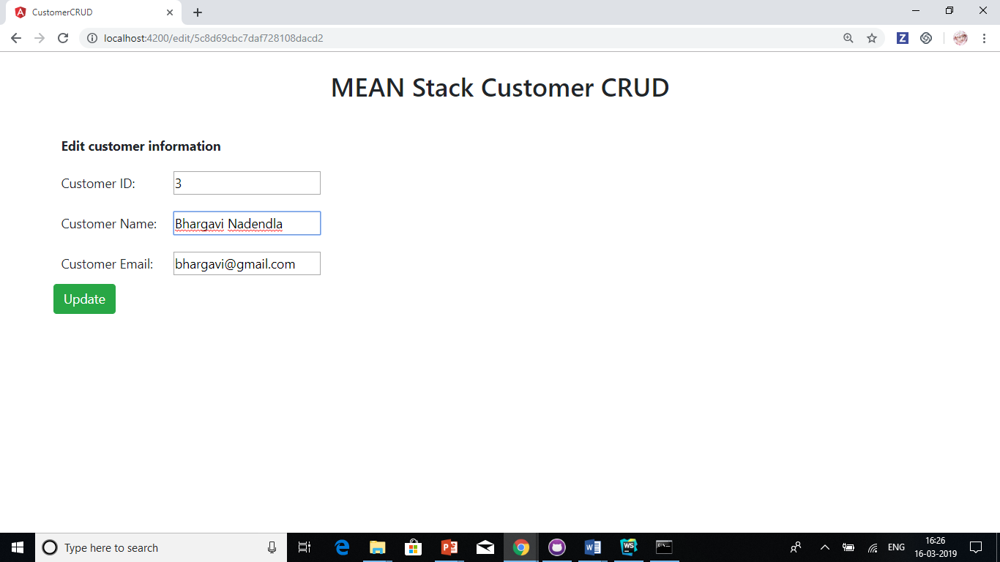 CustomerCRUD
localhost:4200/edit/5c8d69cbc7daf728108dacd2
Z
MEAN Stack Customer CRUD
Edit customer information
Customer ID: 3
Customer Name: Bhargavi Nadendla
Customer Email: bhargavi@gmail.com
Update
Type here to search
ENG
16:26
16-03-2019